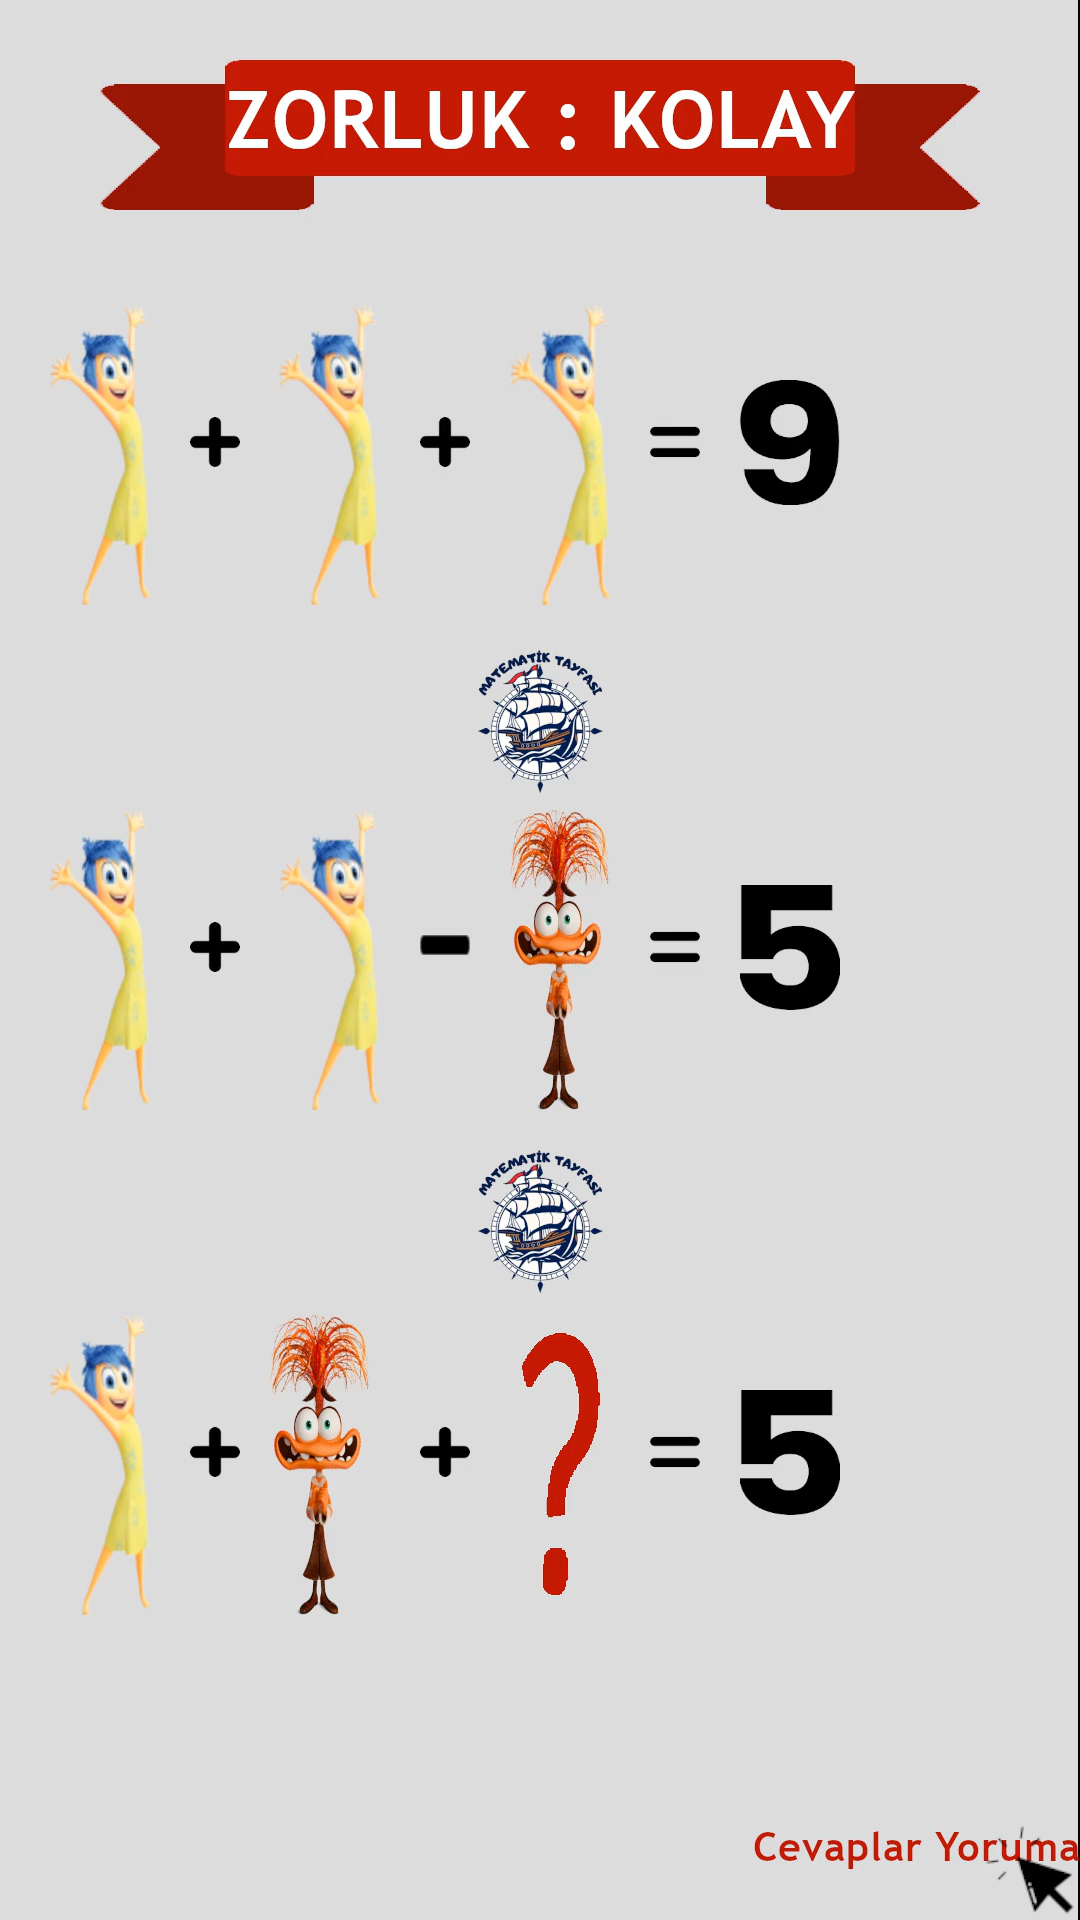 ZORLUK : KOLAY
+ + = 9
MATEMATİK TAYFASI
+ - = 5
MATEMATİK TAYFASI
+ + ? = 5
Cevaplar Yoruma